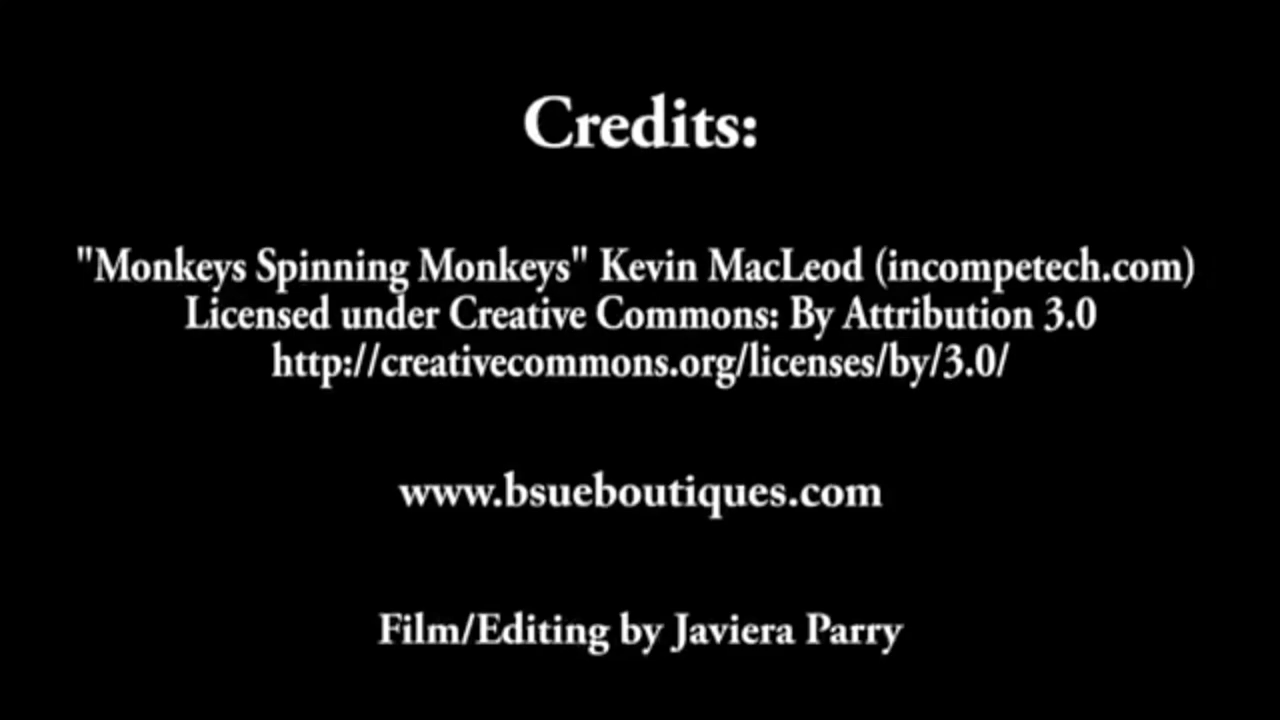 Credits:
"Monkeys Spinning Monkeys" Kevin MacLeod (incompetech.com)
Licensed under Creative Commons: By Attribution 3.0
http://creativecommons.org/licenses/by/3.0/
www.bsueboutiques.com
Film/Editing by Javiera Parry